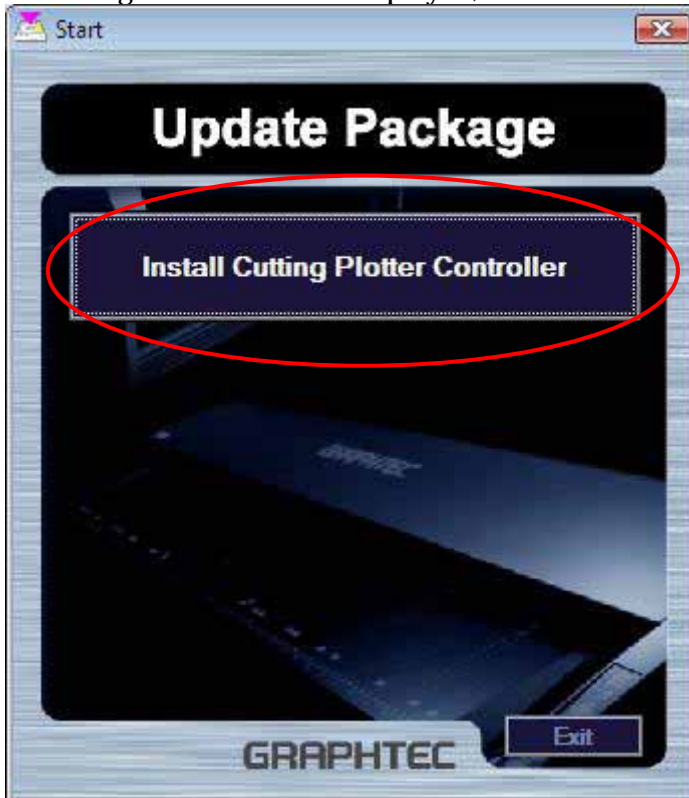 Start
Update Package
Install Cutting Plotter Controller
GRAPHTEC
Exit
GRAPHTEC